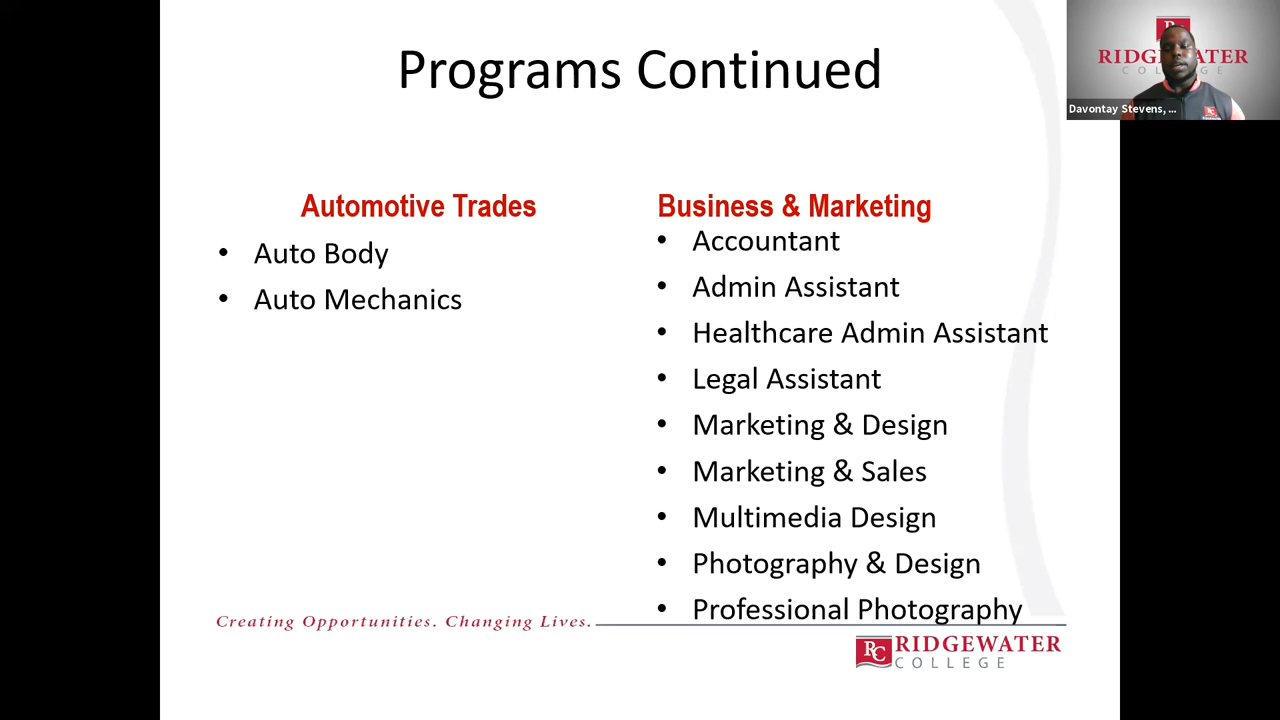 Programs Continued
RIDGEWATER
COLLEGE
Davontay Stevens, ...
Automotive Trades
• Auto Body
• Auto Mechanics
Business & Marketing
• Accountant
• Admin Assistant
• Healthcare Admin Assistant
• Legal Assistant
• Marketing & Design
• Marketing & Sales
• Multimedia Design
• Photography & Design
• Professional Photography
Creating Opportunities. Changing Lives.
RC RIDGEWATER
COLLEGE